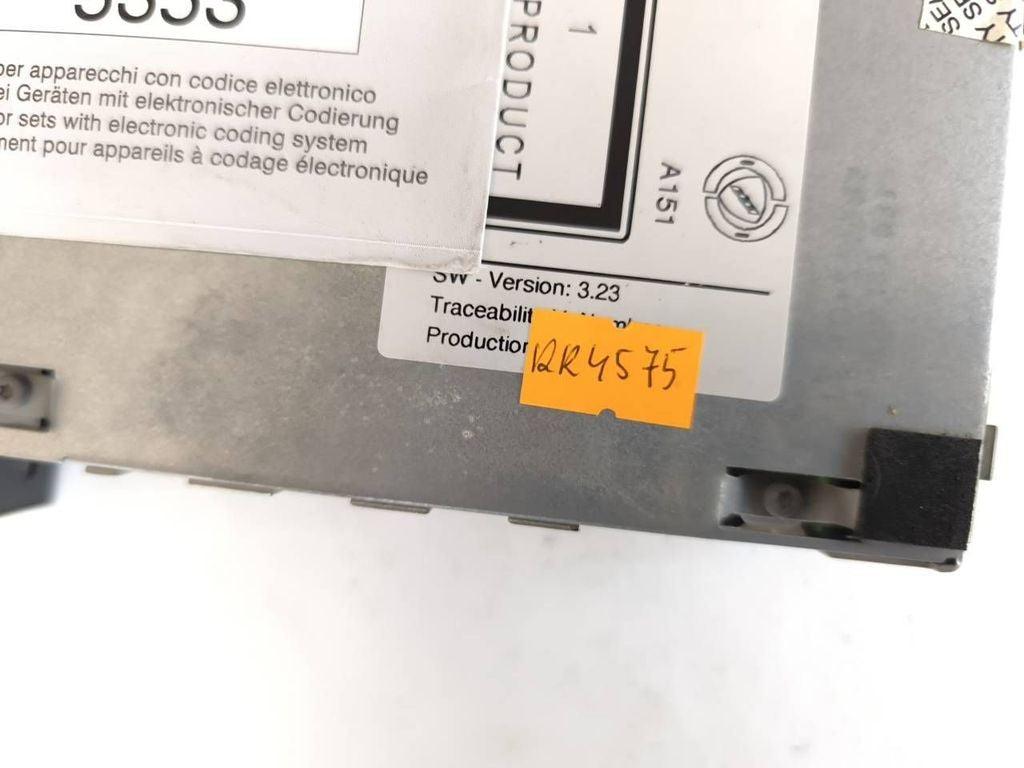 per apparecchi con codice elettronico
ei Geräten mit elektronischer Codierung
or sets with electronic coding system
ment pour appareils à codage électronique
1
PRODUCT
A151
SW - Version: 3.23
Traceabilit
Production
RR4575